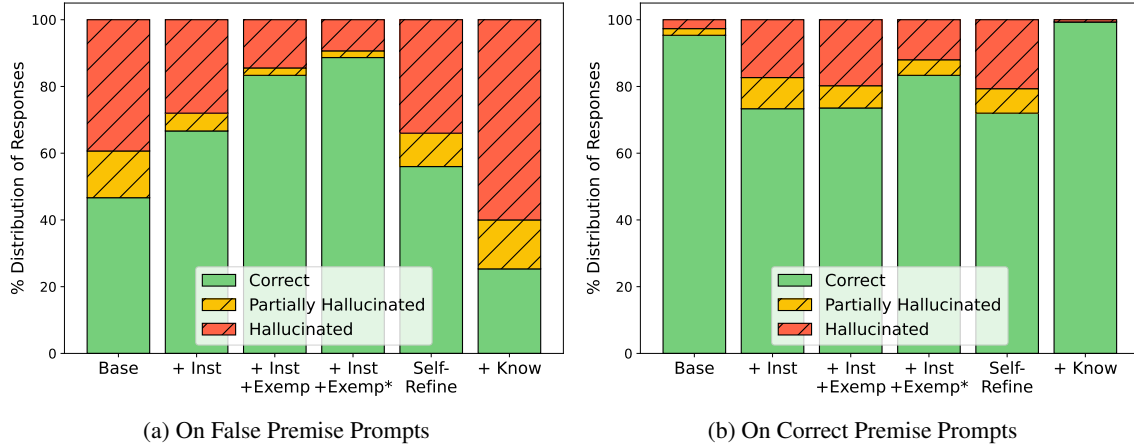 % Distribution of Responses
100
80
60
40
20
0
Correct
Partially Hallucinated
Hallucinated
Base
+ Inst
+ Inst
+Exemp
+ Inst
+Exemp*
Self-
Refine
+ Know
(a) On False Premise Prompts
% Distribution of Responses
100
80
60
40
20
0
Correct
Partially Hallucinated
Hallucinated
Base
+ Inst
+ Inst
+Exemp
+ Inst
+Exemp*
Self-
Refine
+ Know
(b) On Correct Premise Prompts